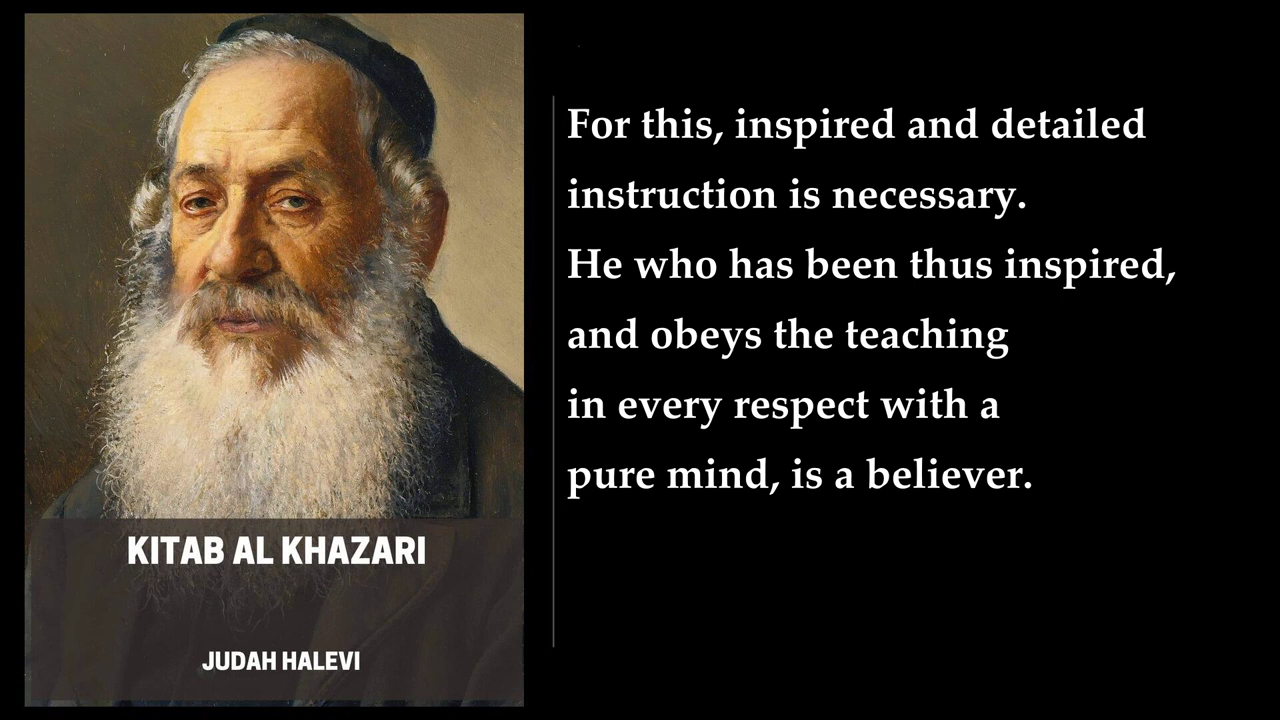 KITAB AL KHAZARI
JUDAH HALEVI
For this, inspired and detailed
instruction is necessary.
He who has been thus inspired,
and obeys the teaching
in every respect with a
pure mind, is a believer.